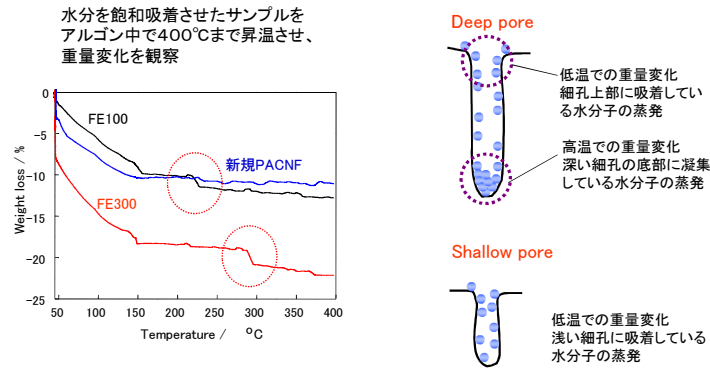 水分を飽和吸着させたサンプルを
アルゴン中で400℃まで昇温させ、
重量変化を観察
0
−5
−10
−15
−20
−25
Weight loss / %
FE100
新規PACNF
FE300
50
100
150
200
250
300
350
400
Temperature / ℃
Deep pore
低温での重量変化
細孔上部に吸着してい
る水分子の蒸発
高温での重量変化
深い細孔の底部に凝集
している水分子の蒸発
Shallow pore
低温での重量変化
浅い細孔に吸着している
水分子の蒸発